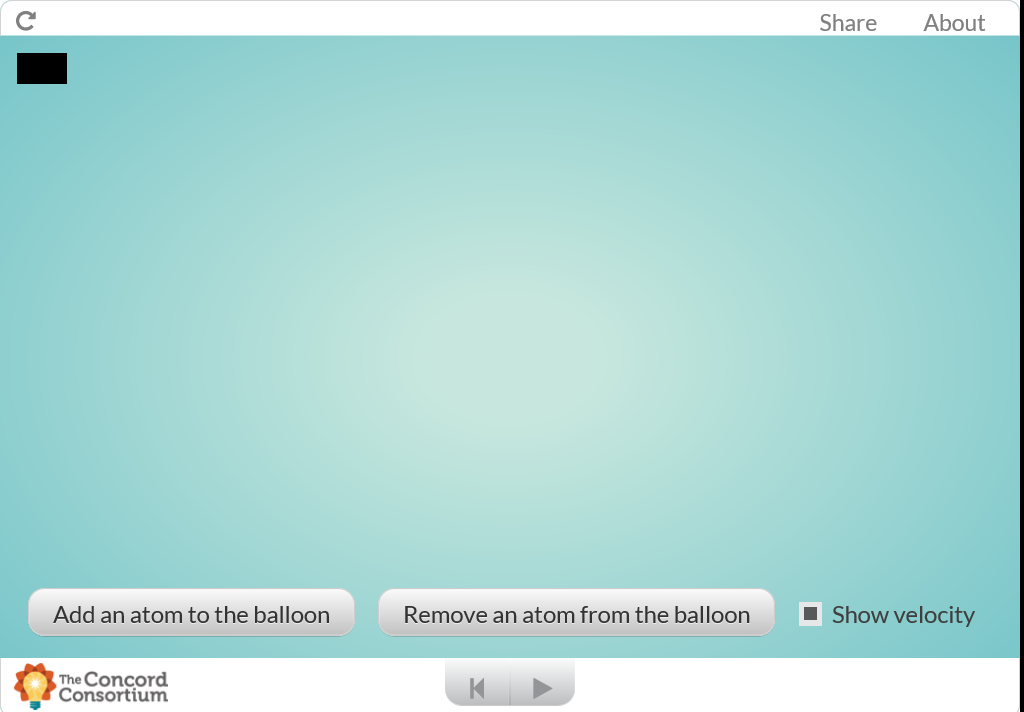 Share About
Add an atom to the balloon Remove an atom from the balloon Show velocity
The Concord
Consortium